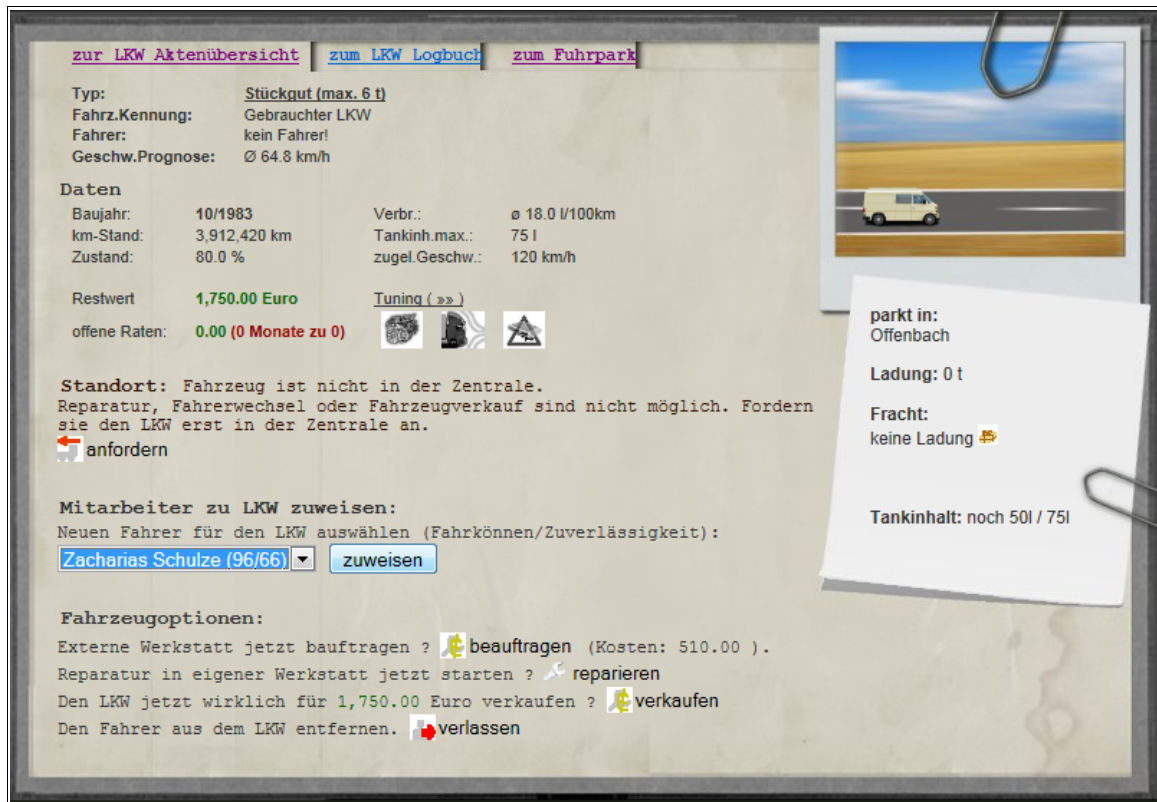 zur LKW Aktenübersicht zum LKW Logbuch zum Fuhrpark
Typ: Stückgut (max. 6 t)
Fahrz.Kennung: Gebrauchter LKW
Fahrer: kein Fahrer!
Geschw.Prognose: Ø 64.8 km/h
Daten
Baujahr: 10/1983 Verbr.: ø 18.0 l/100km
km-Stand: 3,912,420 km Tankinh.max.: 75 l
Zustand: 80.0 % zugel.Geschw.: 120 km/h
Restwert 1,750.00 Euro Tuning ( »» )
offene Raten: 0.00 (0 Monate zu 0)
Standort: Fahrzeug ist nicht in der Zentrale.
Reparatur, Fahrerwechsel oder Fahrzeugverkauf sind nicht möglich. Fordern
sie den LKW erst in der Zentrale an.
anfordern
Mitarbeiter zu LKW zuweisen:
Neuen Fahrer für den LKW auswählen (Fahrkönnen/Zuverlässigkeit):
Zacharias Schulze (96/66) zuweisen
Fahrzeugoptionen:
Externe Werkstatt jetzt bauftragen ? beauftragen (Kosten: 510.00 ).
Reparatur in eigener Werkstatt jetzt starten ? reparieren
Den LKW jetzt wirklich für 1,750.00 Euro verkaufen ? verkaufen
Den Fahrer aus dem LKW entfernen. verlassen
parkt in:
Offenbach
Ladung: 0 t
Fracht:
keine Ladung
Tankinhalt: noch 50l / 75l